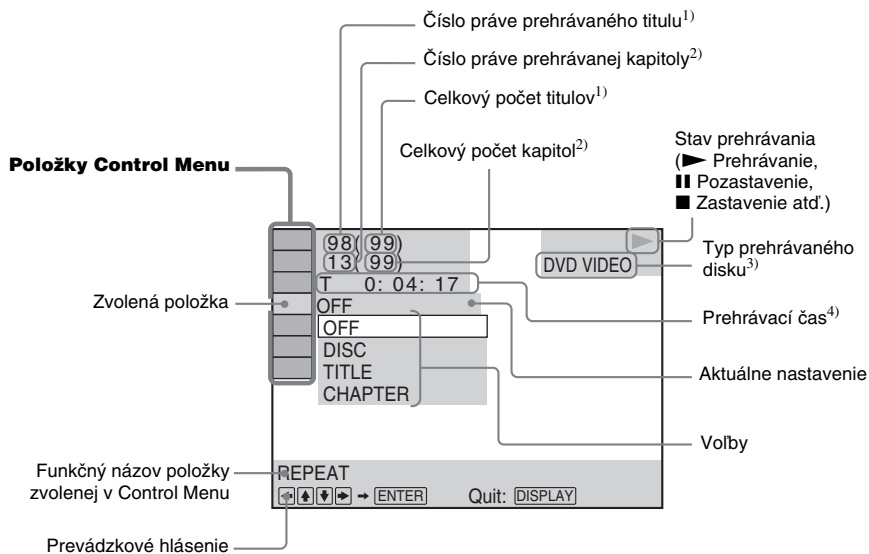 Číslo práve prehrávaného titulu1)
Číslo práve prehrávanej kapitoly2)
Celkový počet titulov1)
Celkový počet kapitol2)
Stav prehrávania
(► Prehrávanie,
❚❚ Pozastavenie,
■ Zastavenie atď.)
Položky Control Menu
98(99)
13(99)
T 0: 04: 17
OFF
OFF
DISC
TITLE
CHAPTER
DVD VIDEO
Typ prehrávaného
disku3)
Zvolená položka
Prehrávací čas4)
Aktuálne nastavenie
Voľby
Funkčný názov položky
zvolenej v Control Menu
REPEAT
←↑↓→ → ENTER Quit: DISPLAY
Prevádzkové hlásenie